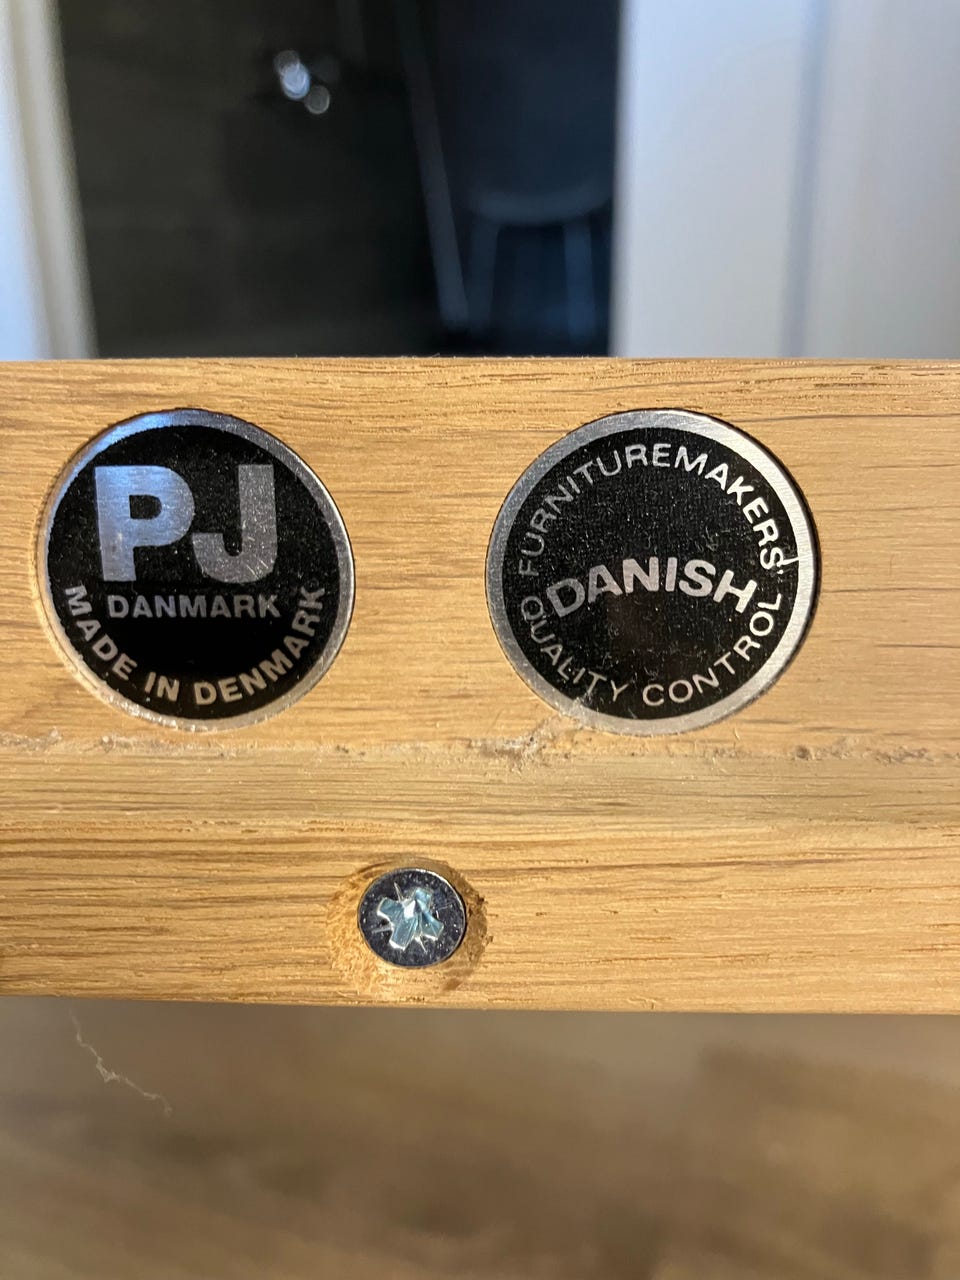 PJ
DANMARK
MADE IN DENMARK
FURNITUREMAKERS'
DANISH
QUALITY CONTROL